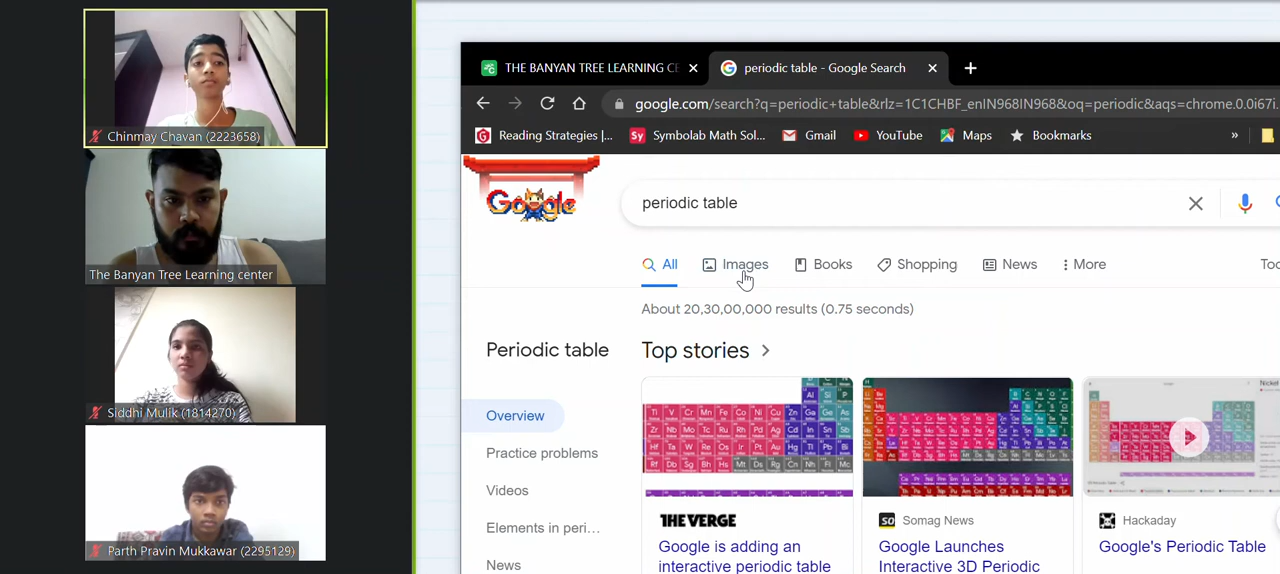 Chinmay Chavan (2223658)
The Banyan Tree Learning center
Siddhi Mulik (1814270)
Parth Pravin Mukkawar (2295129)
THE BANYAN TREE LEARNING CE
periodic table - Google Search
google.com/search?q=periodic+table&rlz=1C1CHBF_enIN968IN968&oq=periodic&aqs=chrome.0.0i67i.
Reading Strategies |...
Symbolab Math Sol...
Gmail
YouTube
Maps
Bookmarks
Google
periodic table
All
Images
Books
Shopping
News
More
Too
About 20,30,00,000 results (0.75 seconds)
Periodic table
Overview
Practice problems
Videos
Elements in peri...
News
Top stories
THE VERGE
Google is adding an
interactive periodic table
Somag News
Google Launches
Interactive 3D Periodic
Hackaday
Google's Periodic Table